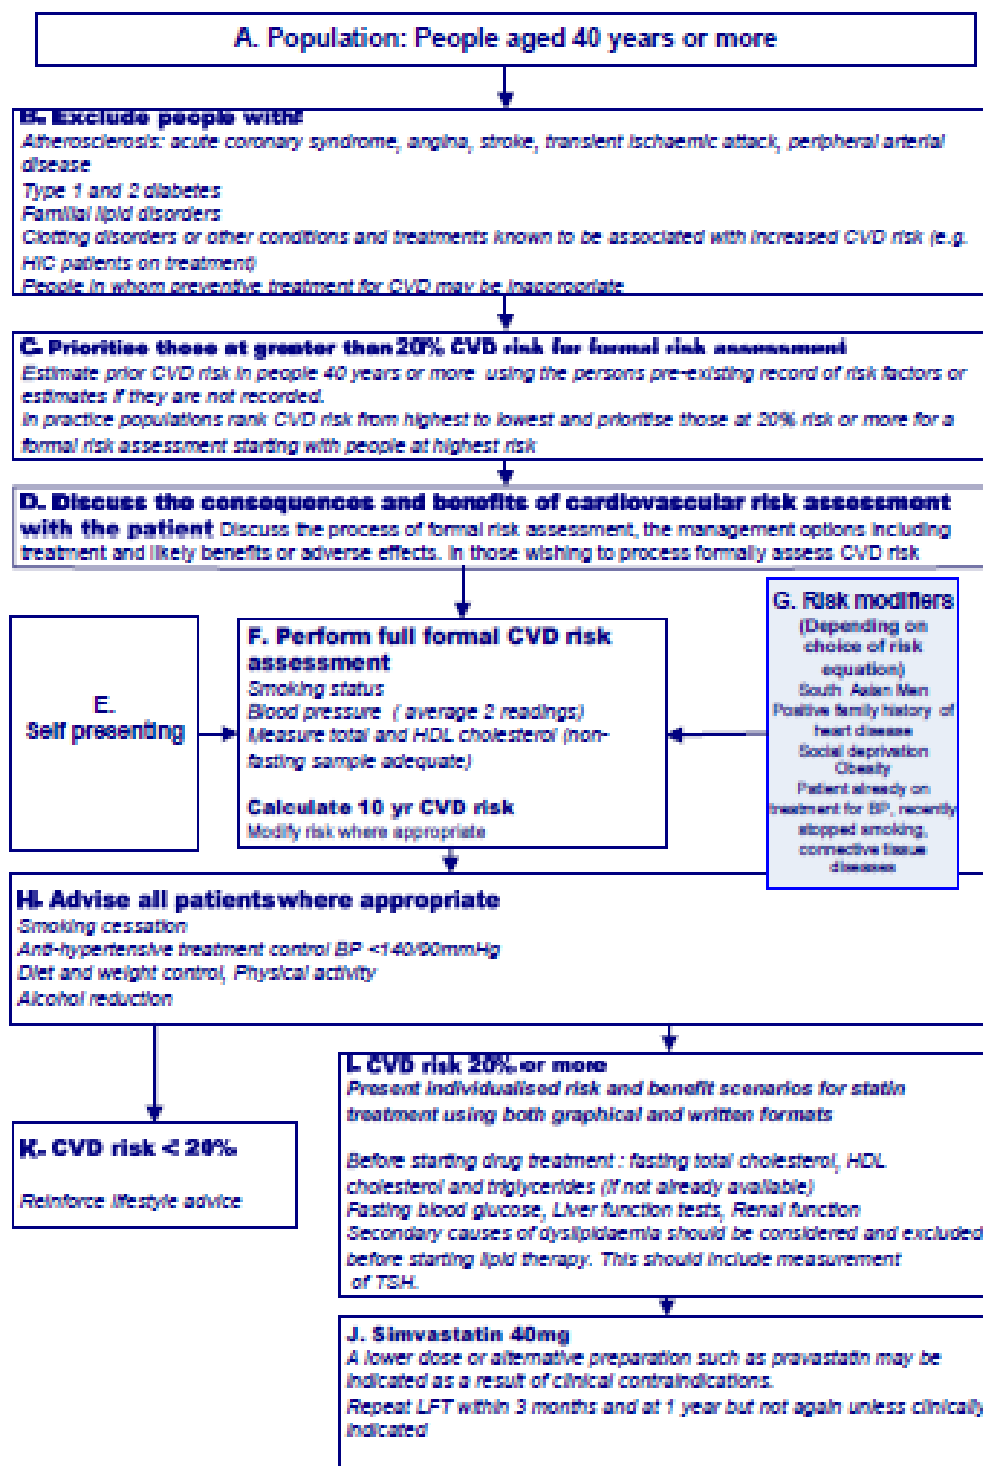 A. Population: People aged 40 years or more
B. Exclude people with:
Atherosclerosis: acute coronary syndrome, angina, stroke, transient ischaemic attack, peripheral arterial
disease
Type 1 and 2 diabetes
Familial lipid disorders
Clotting disorders or other conditions and treatments known to be associated with increased CVD risk (e.g.
HIC patients on treatment)
People in whom preventive treatment for CVD may be inappropriate
C. Prioritise those at greater than 20% CVD risk for formal risk assessment
Estimate prior CVD risk in people 40 years or more using the persons pre-existing record of risk factors or
estimates if they are not recorded.
In practice populations rank CVD risk from highest to lowest and prioritise those at 20% risk or more for a
formal risk assessment starting with people at highest risk
D. Discuss the consequences and benefits of cardiovascular risk assessment
with the patient Discuss the process of formal risk assessment, the management options including
treatment and likely benefits or adverse effects. In those wishing to process formally assess CVD risk
E.
Self presenting
F. Perform full formal CVD risk
assessment
Smoking status
Blood pressure ( average 2 readings)
Measure total and HDL cholesterol (non-
fasting sample adequate)
Calculate 10 yr CVD risk
Modify risk where appropriate
G. Risk modifiers
(Depending on
choice of risk
equation)
South Asian Men
Positive family history of
heart disease
Social deprivation
Obesity
Patient already on
treatment for BP, recently
stopped smoking,
connective tissue
diseases
H. Advise all patients where appropriate
Smoking cessation
Anti-hypertensive treatment control BP <140/90mmHg
Diet and weight control, Physical activity
Alcohol reduction
I. CVD risk 20% or more
Present individualised risk and benefit scenarios for statin
treatment using both graphical and written formats
Before starting drug treatment : fasting total cholesterol, HDL
cholesterol and triglycerides (if not already available)
Fasting blood glucose, Liver function tests, Renal function
Secondary causes of dyslipidaemia should be considered and excluded
before starting lipid therapy. This should include measurement
of TSH.
K. CVD risk < 20%
Reinforce lifestyle advice
J. Simvastatin 40mg
A lower dose or alternative preparation such as pravastatin may be
indicated as a result of clinical contraindications.
Repeat LFT within 3 months and at 1 year but not again unless clinically
indicated